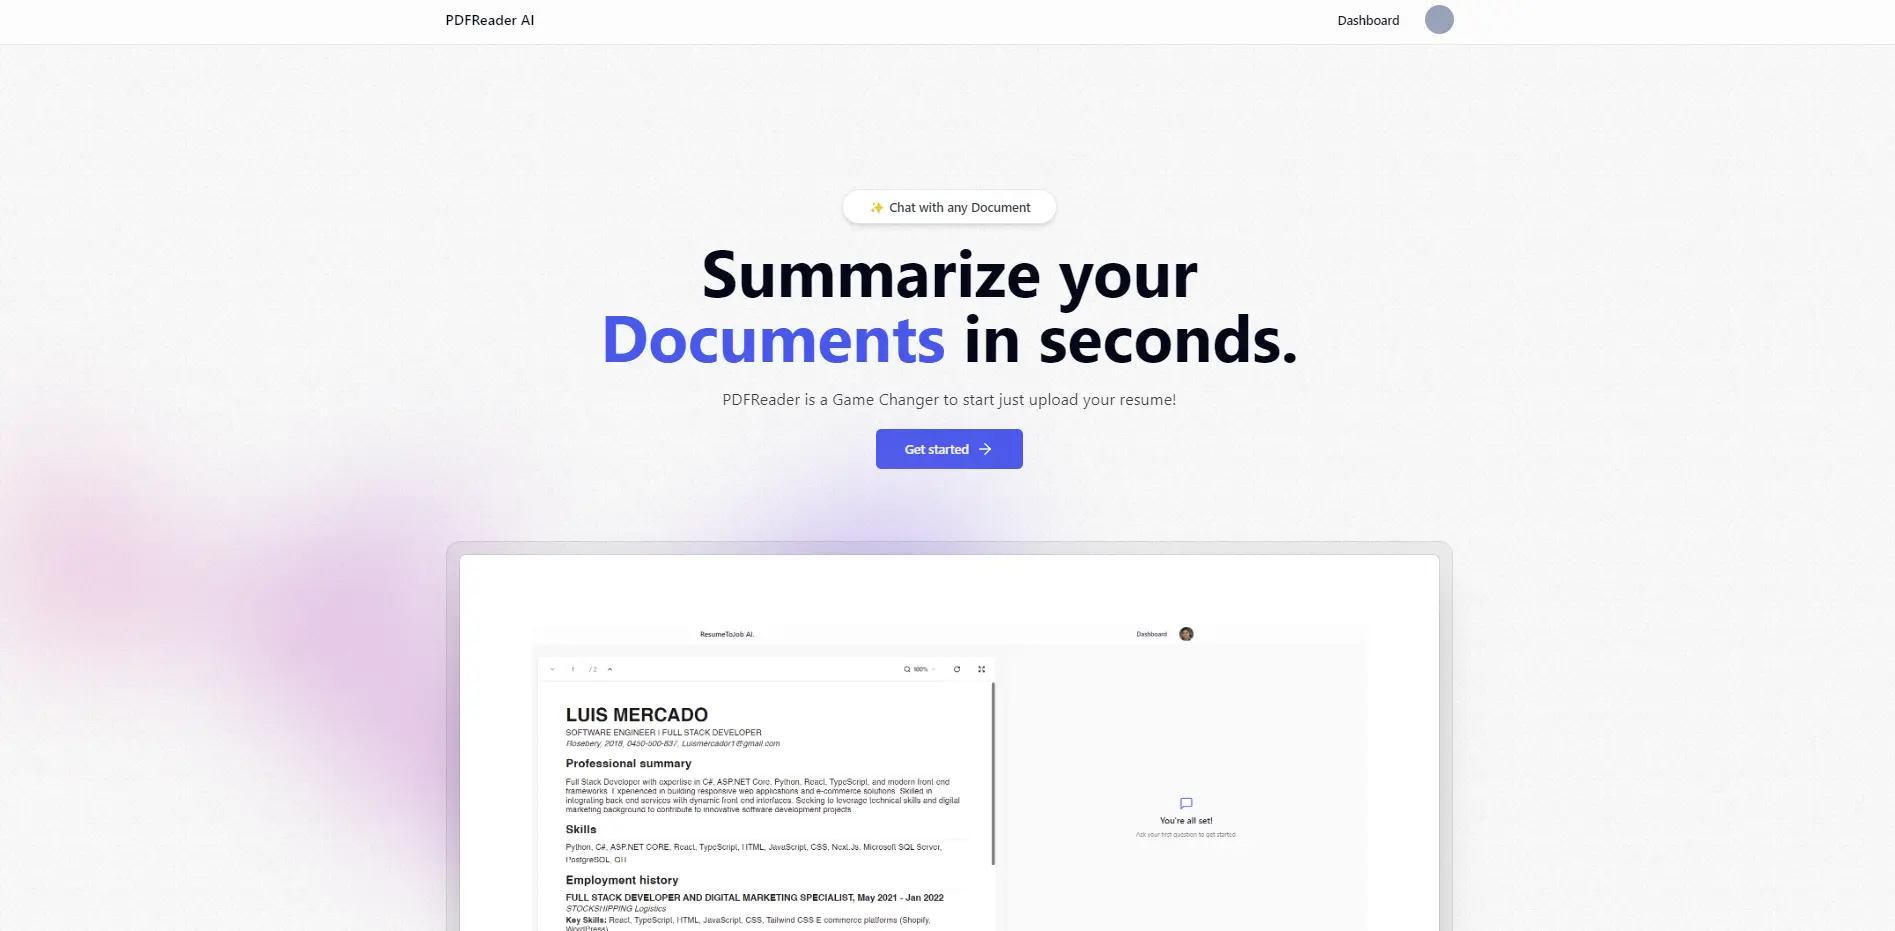 PDFReader AI
Dashboard
✨ Chat with any Document
Summarize your
Documents in seconds.
PDFReader is a Game Changer to start just upload your resume!
Get started →
ResumeToJob AI.
Dashboard
1 / 2
100%
LUIS MERCADO
SOFTWARE ENGINEER | FULL STACK DEVELOPER
Rosebery, 2018, 0450-500-837, Luismercador1@gmail.com
Professional summary
Full Stack Developer with expertise in C#, ASP.NET Core, Python, React, TypeScript, and modern front end
frameworks. Experienced in building responsive web applications and e-commerce solutions. Skilled in
integrating back end services with dynamic front end interfaces. Seeking to leverage technical skills and digital
marketing background to contribute to innovative software development projects
Skills
Python, C#, ASP.NET CORE, React, TypeScript, HTML, JavaScript, CSS, Next.Js, Microsoft SQL Server,
PostgreSQL, GIT
Employment history
FULL STACK DEVELOPER AND DIGITAL MARKETING SPECIALIST, May 2021 - Jan 2022
STOCKSHIPPING Logistics
Key Skills: React, TypeScript, HTML, JavaScript, CSS, Tailwind CSS E commerce platforms (Shopify,
WordPress)
You're all set!
Ask your first question to get started.